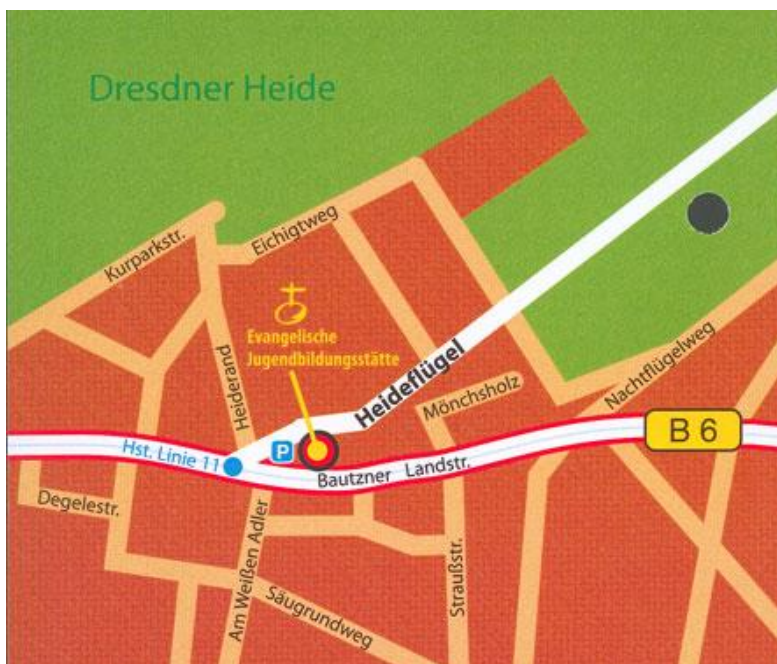 Dresdner Heide
Eichigtweg
Kurparkstr.
Evangelische
Jugendbildungsstätte
Heiderand
Heideflügel
Nachtflügelweg
Mönchsholz
B 6
Hst. Linie 11
P
Bautzner Landstr.
Degelestr.
Am Weißen Adler
Straußstr.
Säugrundweg